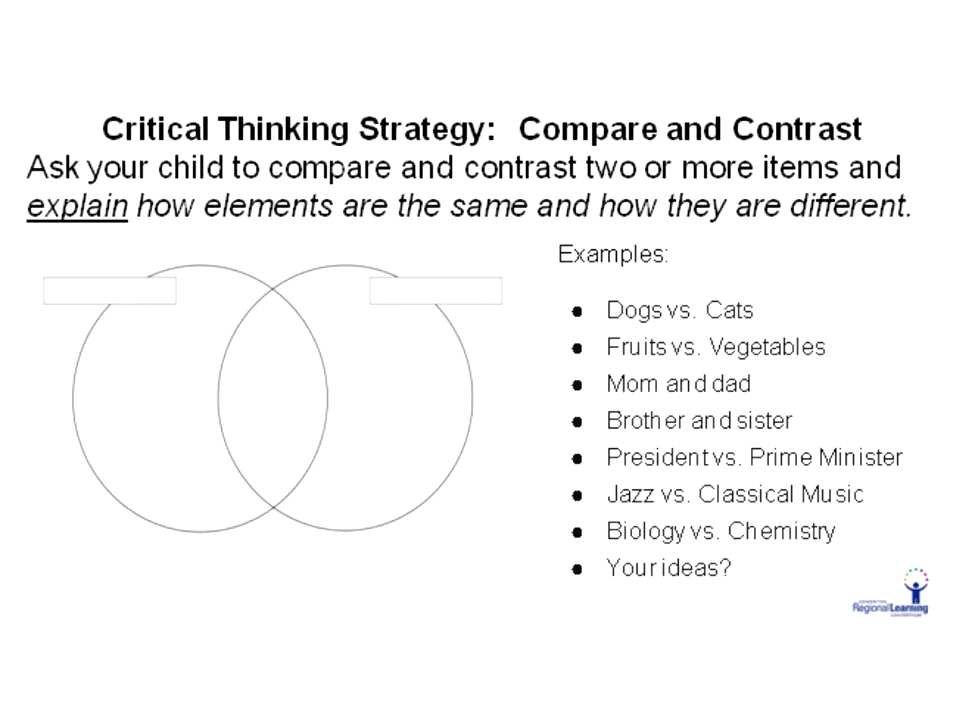 Critical Thinking Strategy: Compare and Contrast
Ask your child to compare and contrast two or more items and
explain how elements are the same and how they are different.
Examples:
● Dogs vs. Cats
● Fruits vs. Vegetables
● Mom and dad
● Brother and sister
● President vs. Prime Minister
● Jazz vs. Classical Music
● Biology vs. Chemistry
● Your ideas?
Regional Learning